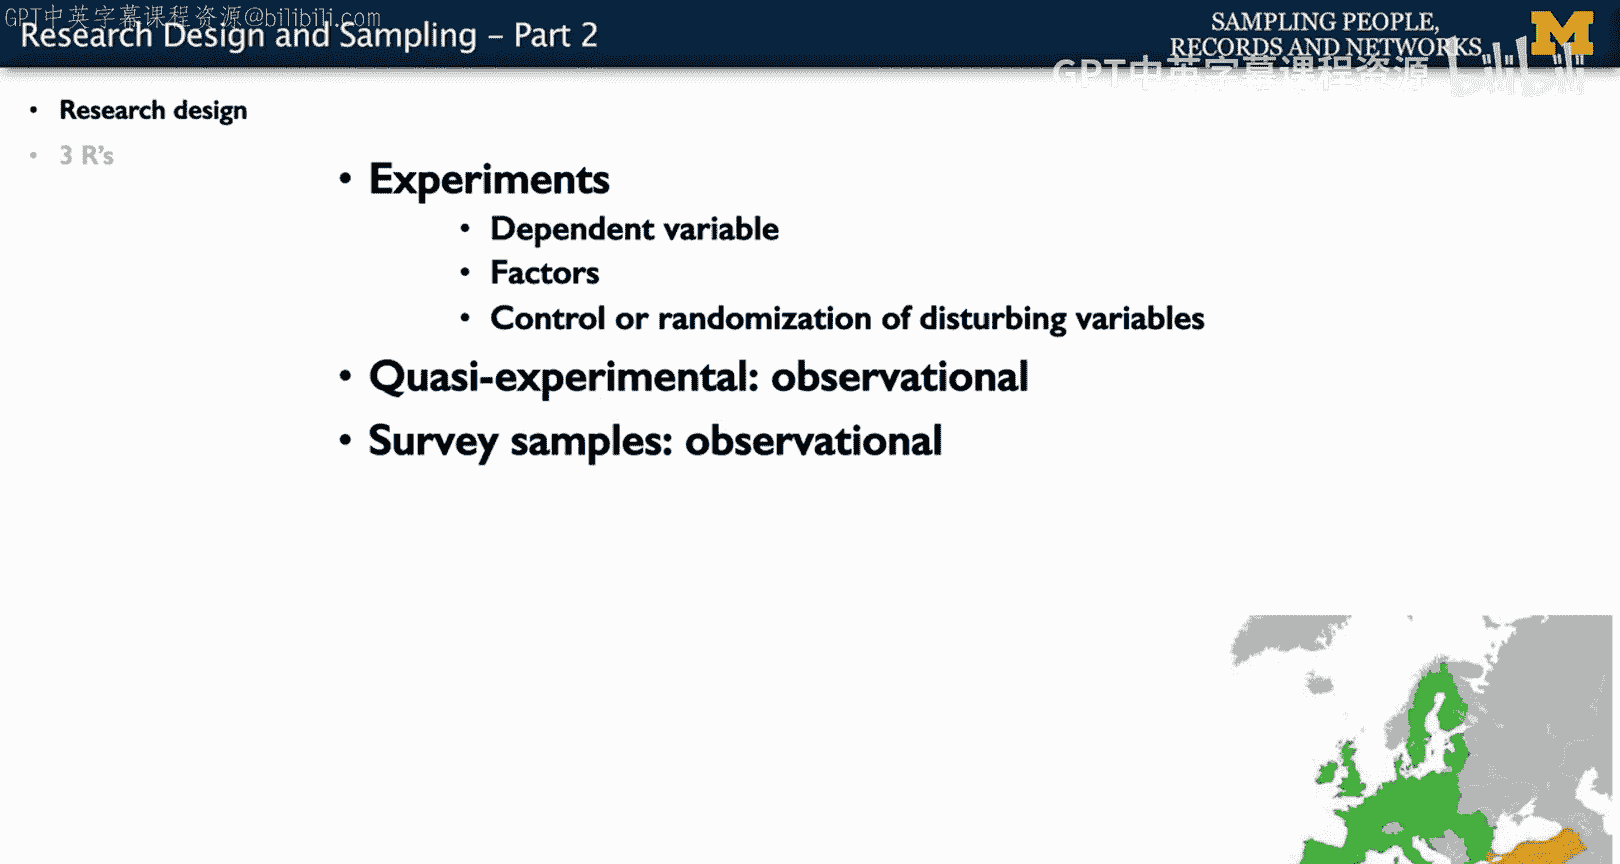 GPT中英字幕课程资源@bilibili.com
Research Design and Sampling – Part 2
SAMPLING PEOPLE,
RECORDS AND NETWORKS
M
GPT中英字幕课程资源 bilibili
• Research design
• 3 R's
• Experiments
• Dependent variable
• Factors
• Control or randomization of disturbing variables
• Quasi-experimental: observational
• Survey samples: observational